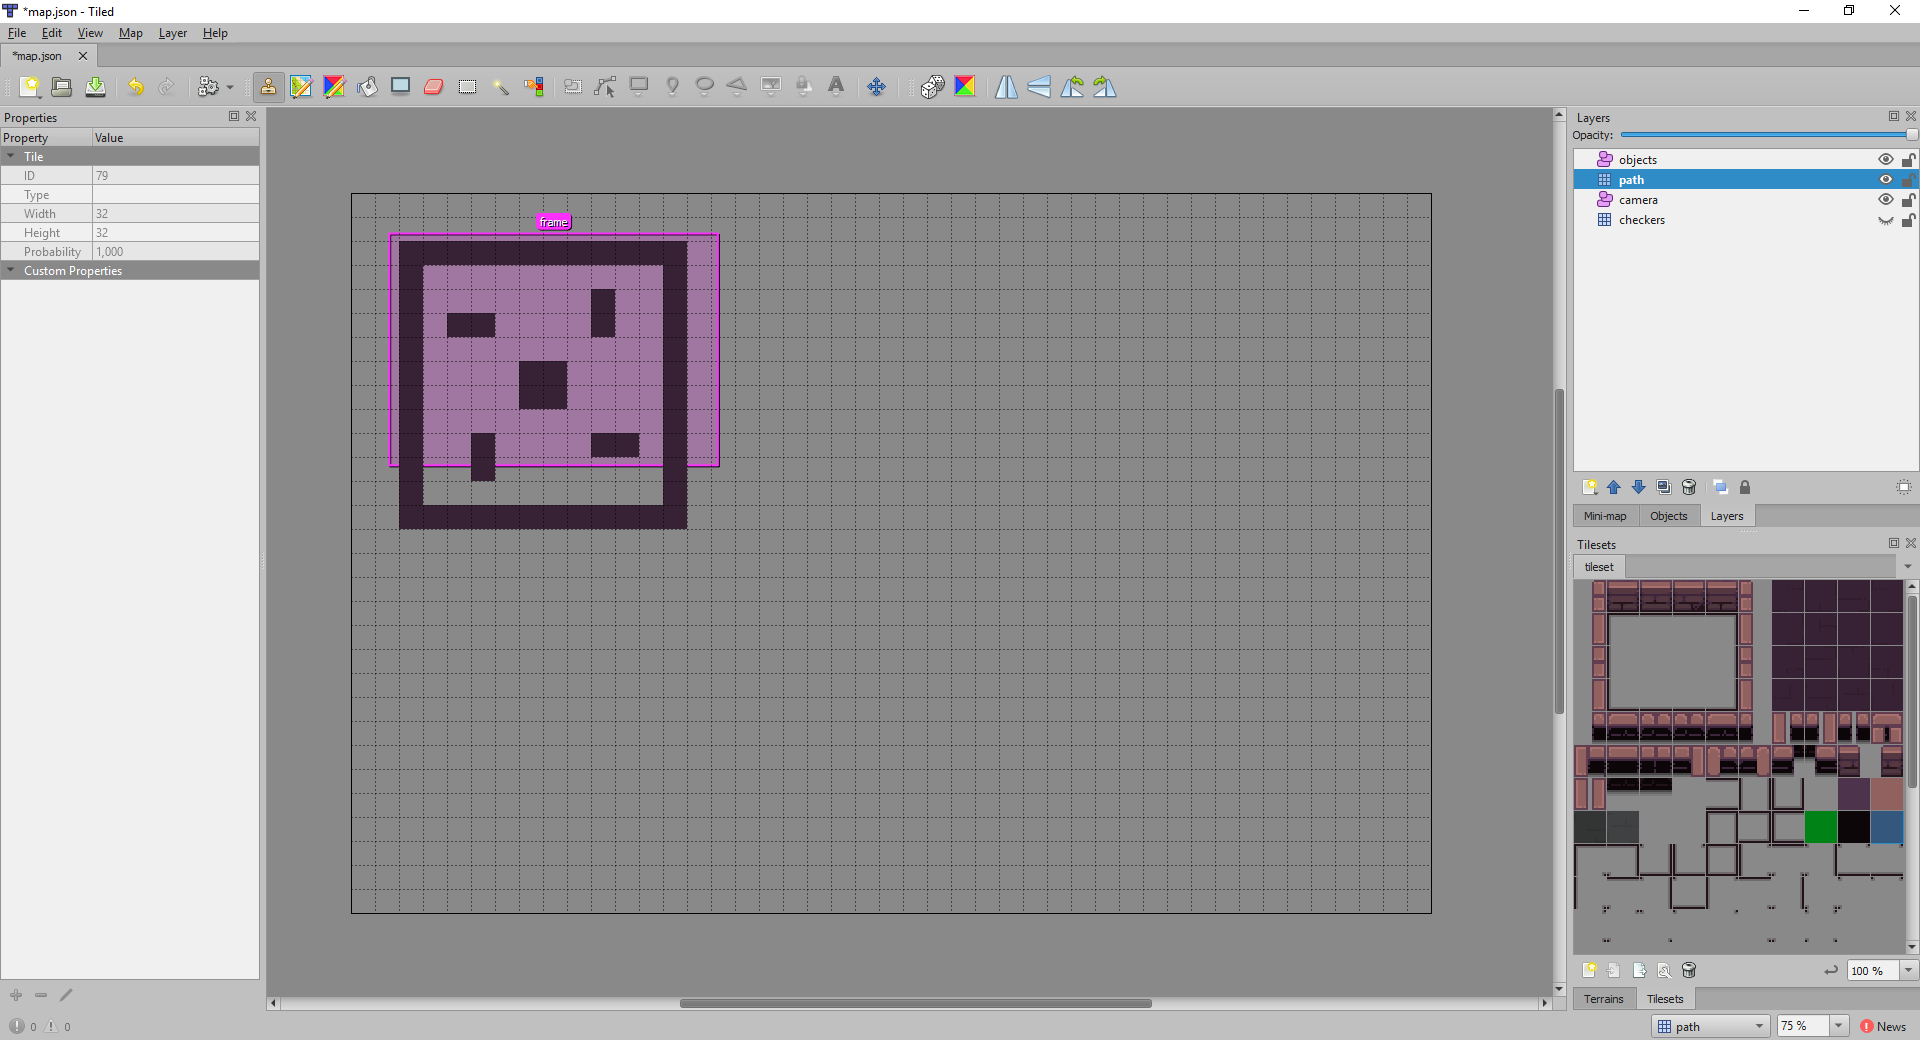 *map.json - Tiled
File Edit View Map Layer Help
*map.json
Properties
Property Value
Tile
ID 79
Type
Width 32
Height 32
Probability 1,000
Custom Properties
0 0
frame
Layers
Opacity:
objects
path
camera
checkers
Mini-map Objects Layers
Tilesets
tileset
100 %
Terrains Tilesets
path 75 % News